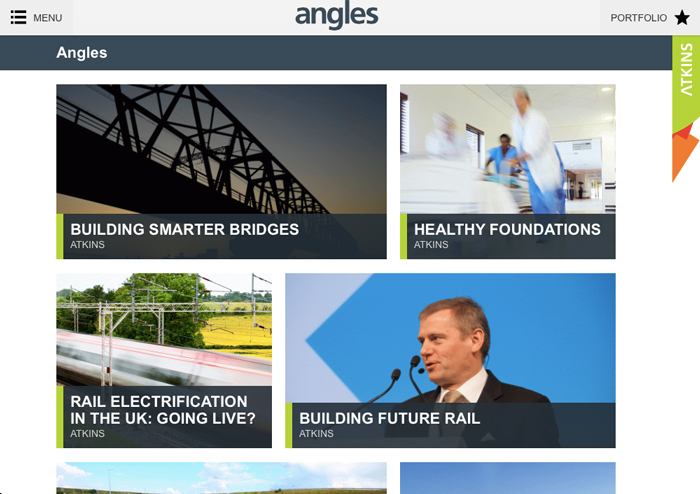 MENU
angles
PORTFOLIO
Angles
ATKINS
BUILDING SMARTER BRIDGES
ATKINS
HEALTHY FOUNDATIONS
ATKINS
RAIL ELECTRIFICATION
IN THE UK: GOING LIVE?
ATKINS
BUILDING FUTURE RAIL
ATKINS